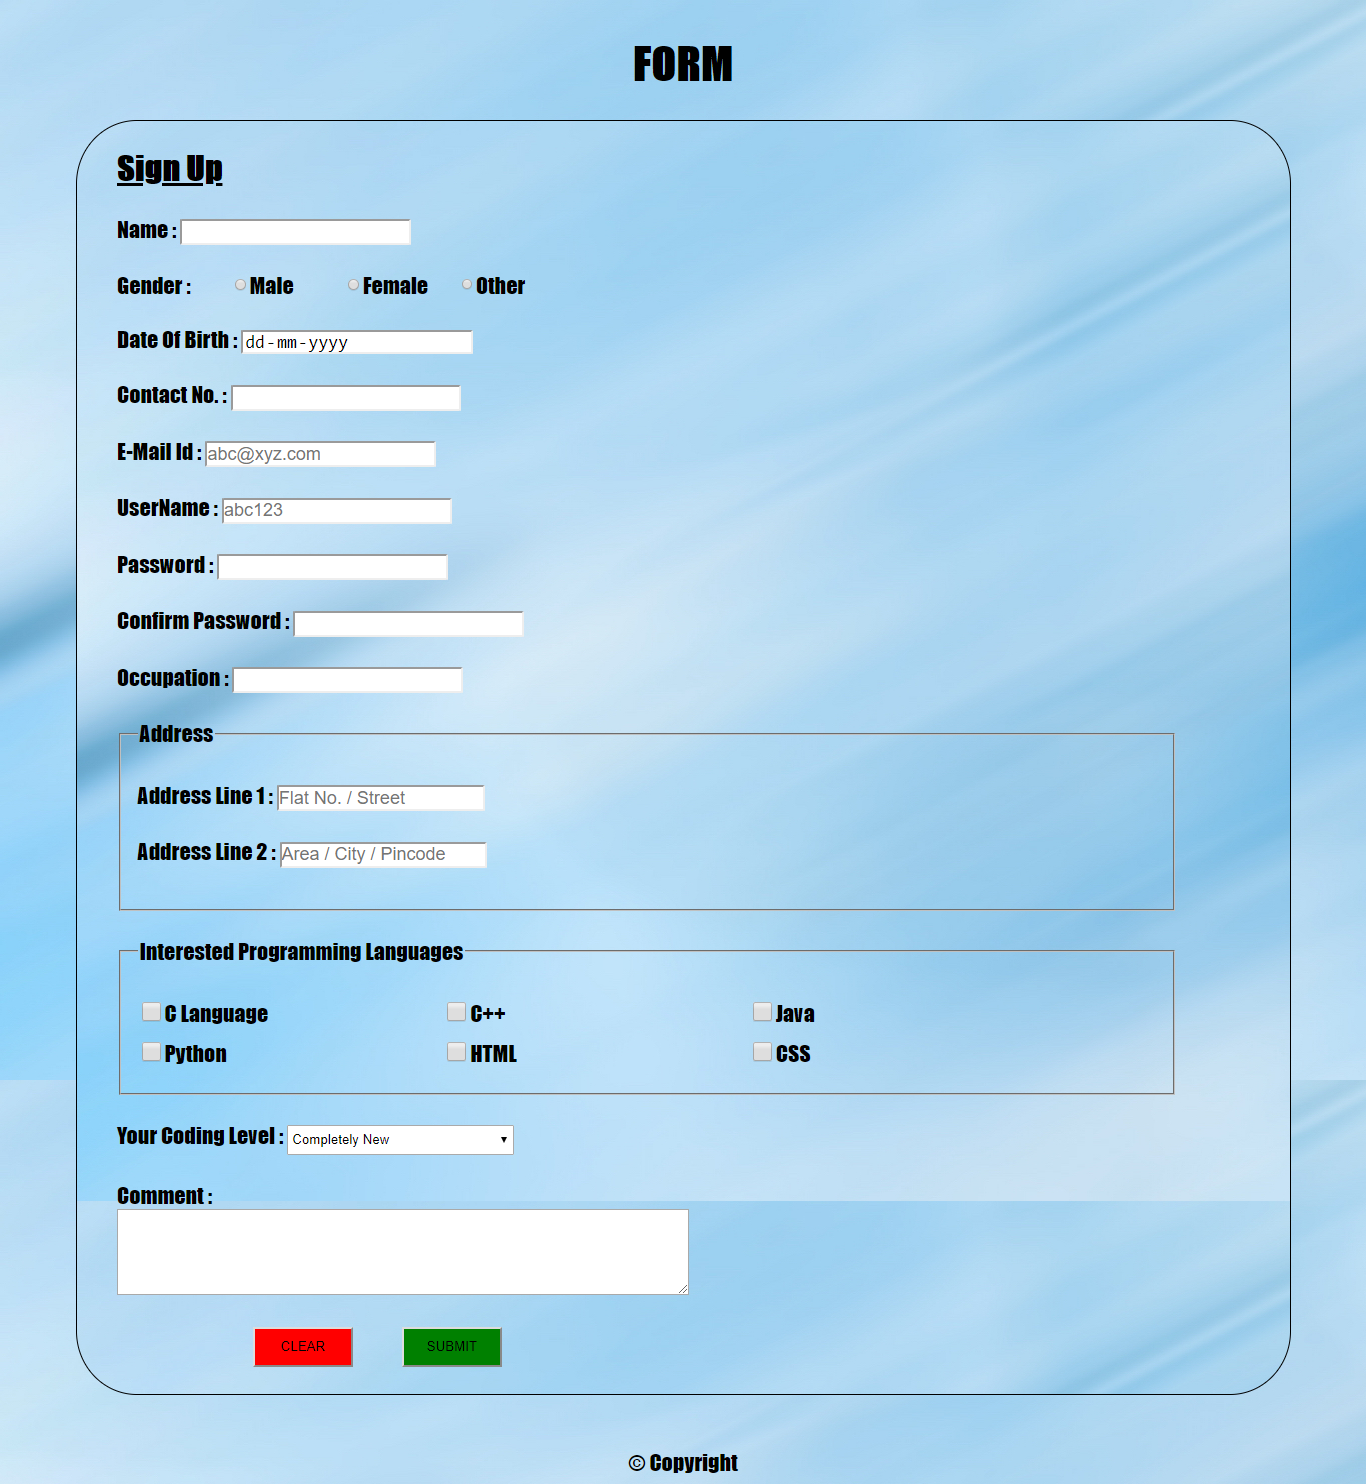 FORM
Sign Up
Name :
Gender : Male Female Other
Date Of Birth : dd-mm-yyyy
Contact No. :
E-Mail Id : abc@xyz.com
UserName : abc123
Password :
Confirm Password :
Occupation :
Address
Address Line 1 : Flat No. / Street
Address Line 2 : Area / City / Pincode
Interested Programming Languages
C Language C++ Java
Python HTML CSS
Your Coding Level : Completely New
Comment :
CLEAR SUBMIT
© Copyright